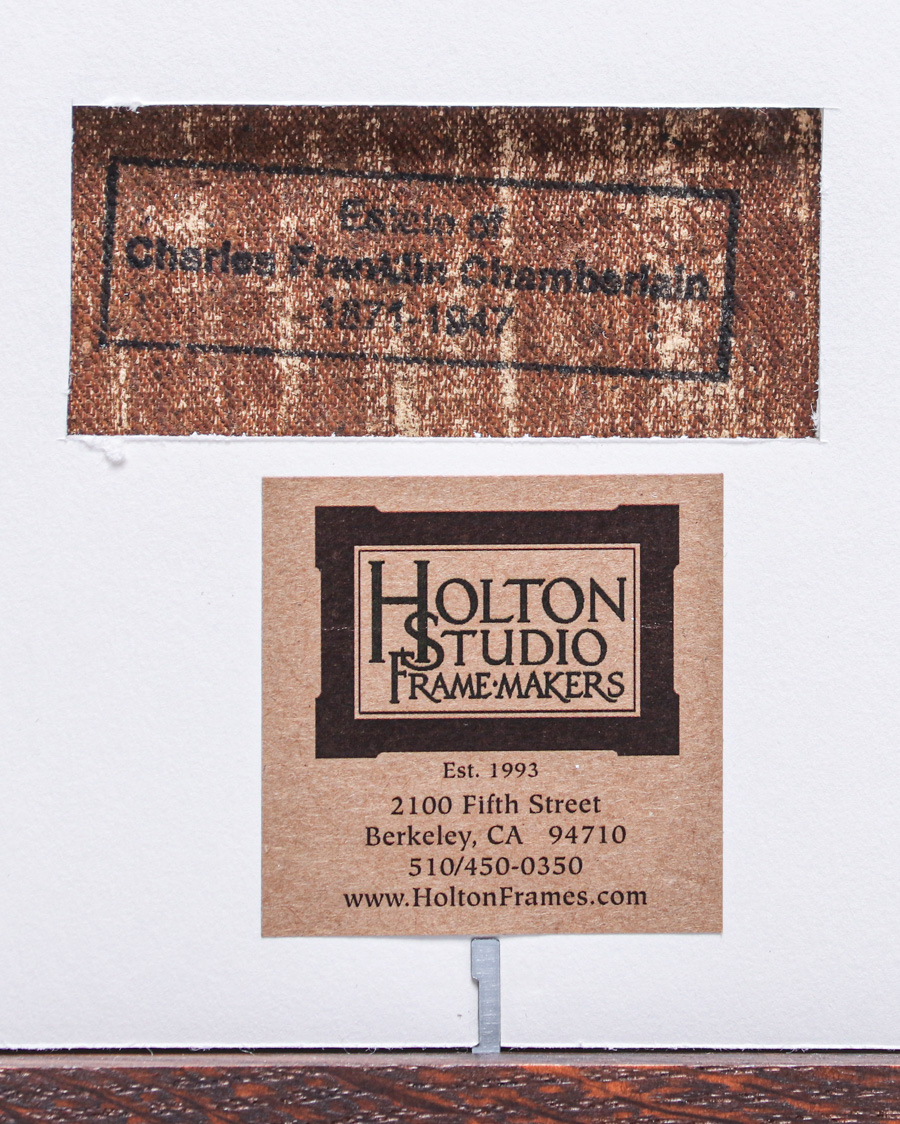 Estate of
Charles Franklin Chamberlain
1871-1947
HOLTON
STUDIO
FRAME·MAKERS
Est. 1993
2100 Fifth Street
Berkeley, CA 94710
510/450-0350
www.HoltonFrames.com